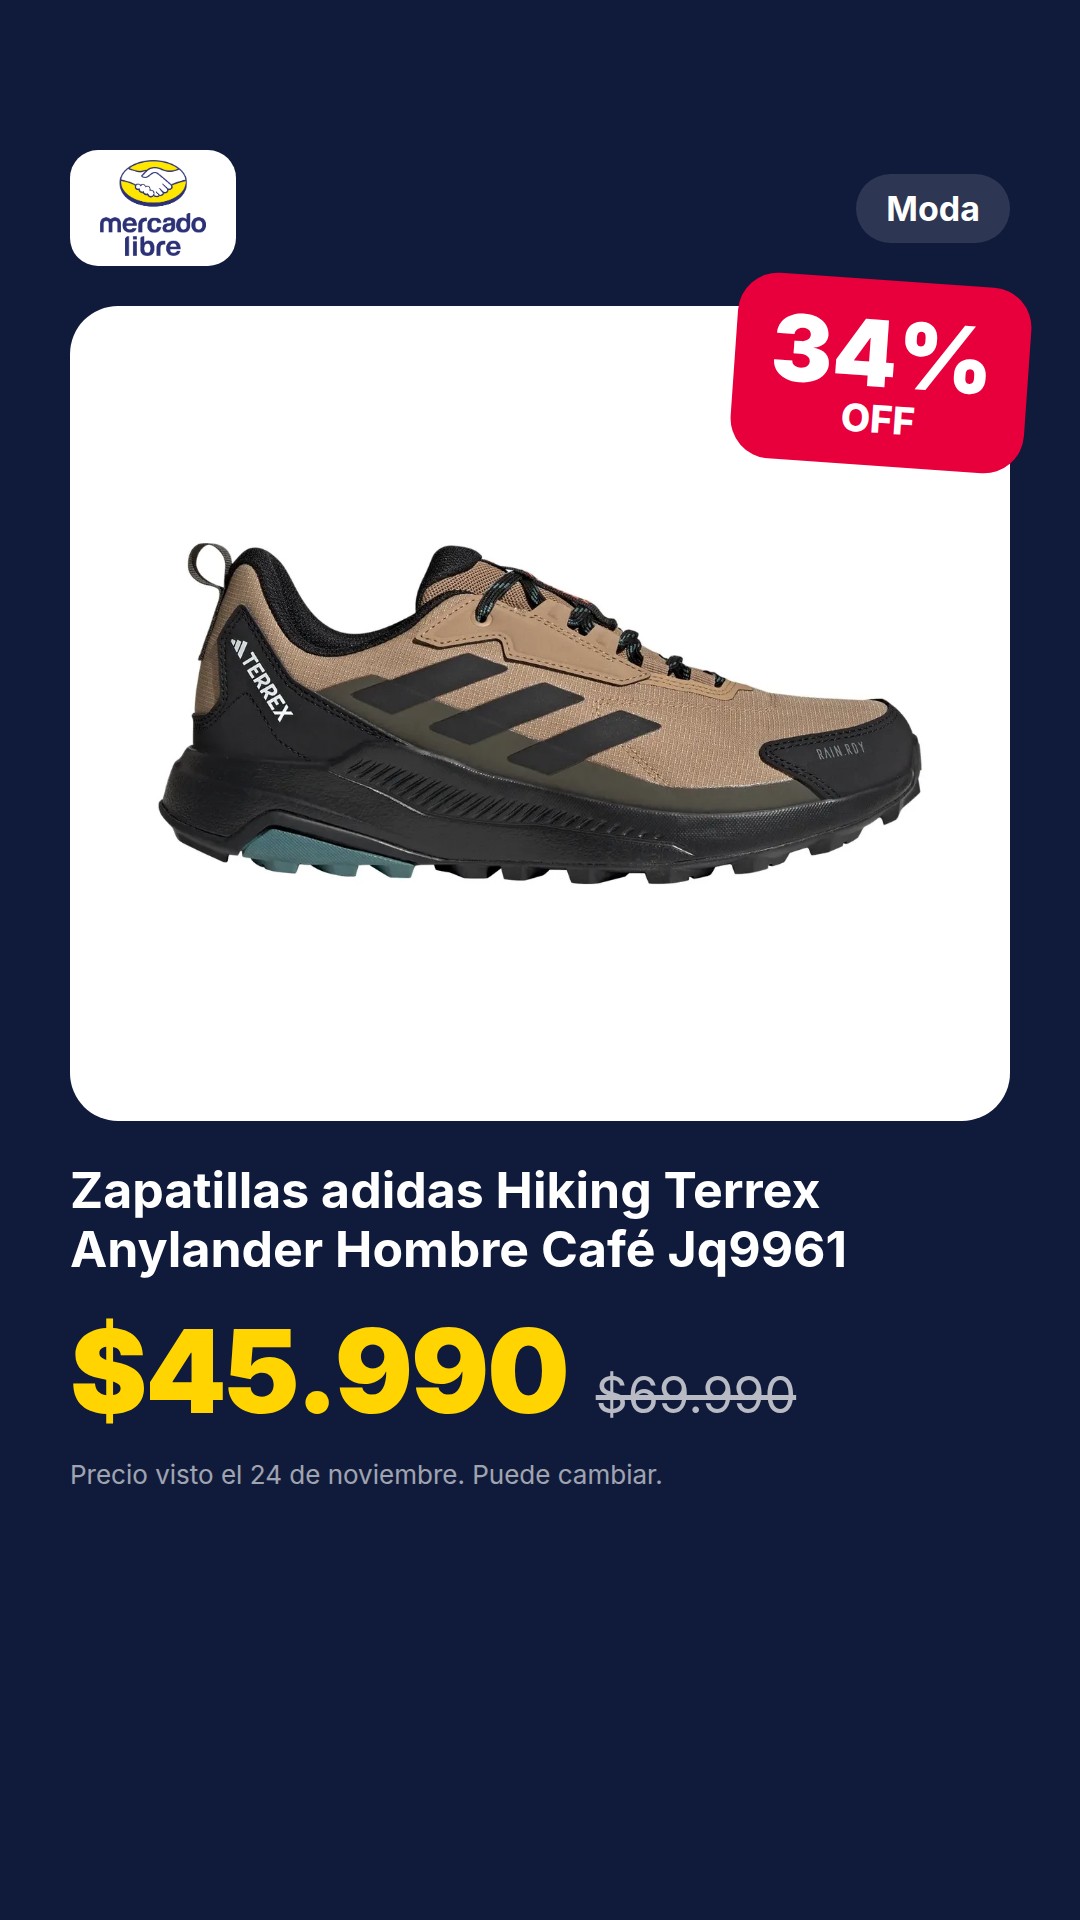 mercado
libre
Moda
34%
OFF
TERREX
RAIN.RDY
Zapatillas adidas Hiking Terrex
Anylander Hombre Café Jq9961
$45.990 $69.990
Precio visto el 24 de noviembre. Puede cambiar.